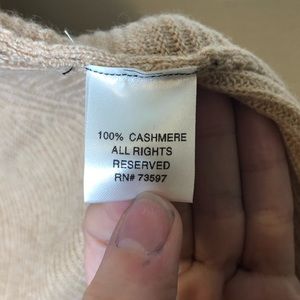 100% CASHMERE
ALL RIGHTS
RESERVED
RN# 73597